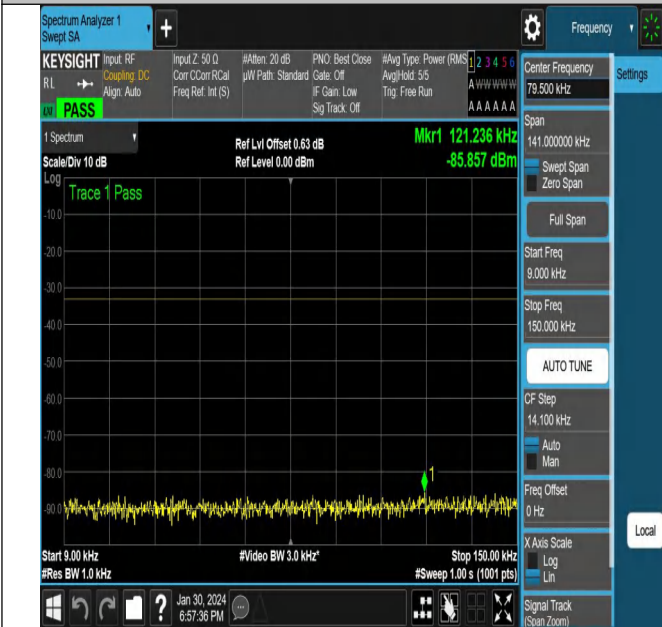 Spectrum Analyzer 1
Swept SA
Frequency
KEYSIGHT
RL
PASS
Input: RF
Coupling: DC
Align: Auto
Input Z: 50 Ω
Corr CCorr RCal
Freq Ref: Int (S)
#Atten: 20 dB
µW Path: Standard
PNO: Best Close
Gate: Off
IF Gain: Low
Sig Track: Off
#Avg Type: Power (RMS
Avg|Hold: 5/5
Trig: Free Run
1 2 3 4 5 6
A W W W W W
A A A A A A
1 Spectrum
Scale/Div 10 dB
Log
Ref Lvl Offset 0.63 dB
Ref Level 0.00 dBm
Mkr1 121.236 kHz
-85.857 dBm
Trace 1 Pass
-10.0
-20.0
-30.0
-40.0
-50.0
-60.0
-70.0
-80.0
-90.0
1
Start 9.00 kHz
#Res BW 1.0 kHz
#Video BW 3.0 kHz*
Stop 150.00 kHz
#Sweep 1.00 s (1001 pts)
Jan 30, 2024
6:57:36 PM
Center Frequency
79.500 kHz
Settings
Span
141.000000 kHz
Swept Span
Zero Span
Full Span
Start Freq
9.000 kHz
Stop Freq
150.000 kHz
AUTO TUNE
CF Step
14.100 kHz
Auto
Man
Freq Offset
0 Hz
Local
X Axis Scale
Log
Lin
Signal Track
(Span Zoom)